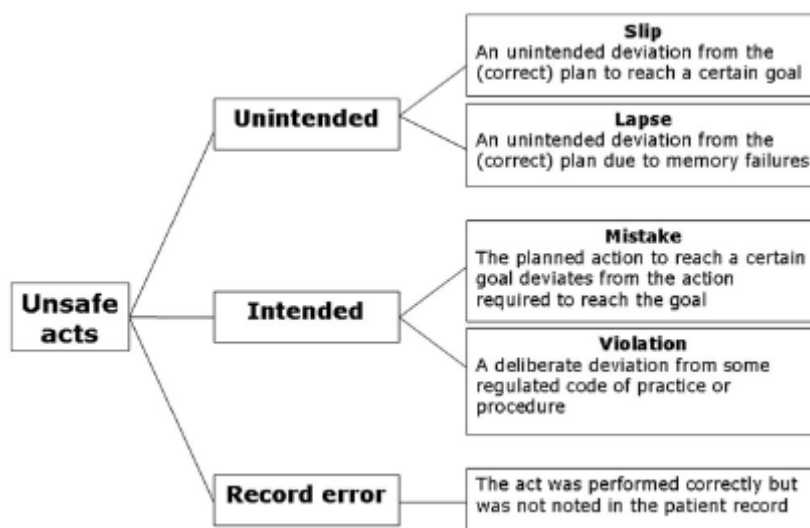 Slip
An unintended deviation from the
(correct) plan to reach a certain goal
Unintended
Lapse
An unintended deviation from the
(correct) plan due to memory failures
Mistake
The planned action to reach a certain
goal deviates from the action
required to reach the goal
Unsafe
acts
Intended
Violation
A deliberate deviation from some
regulated code of practice or
procedure
Record error
The act was performed correctly but
was not noted in the patient record